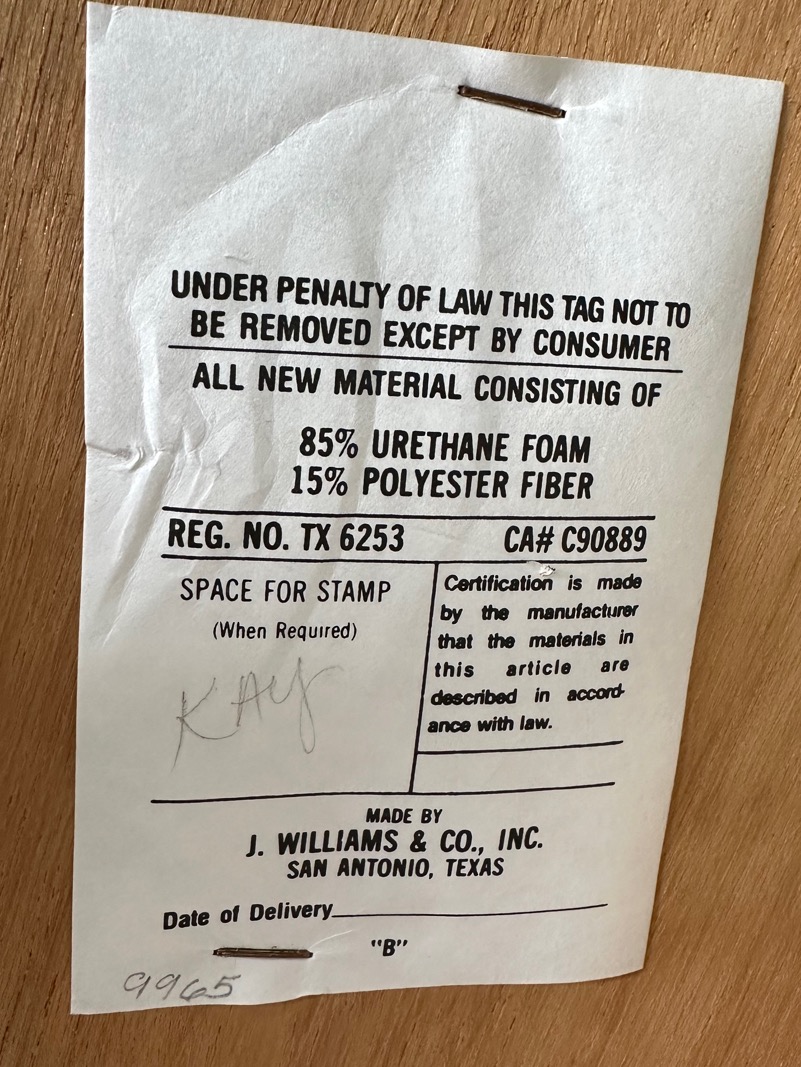 UNDER PENALTY OF LAW THIS TAG NOT TO
BE REMOVED EXCEPT BY CONSUMER
ALL NEW MATERIAL CONSISTING OF
85% URETHANE FOAM
15% POLYESTER FIBER
REG. NO. TX 6253 CA# C90889
SPACE FOR STAMP
(When Required)
KAY
Certification is made
by the manufacturer
that the materials in
this article are
described in accord-
ance with law.
MADE BY
J. WILLIAMS & CO., INC.
SAN ANTONIO, TEXAS
Date of Delivery
"B"
9965